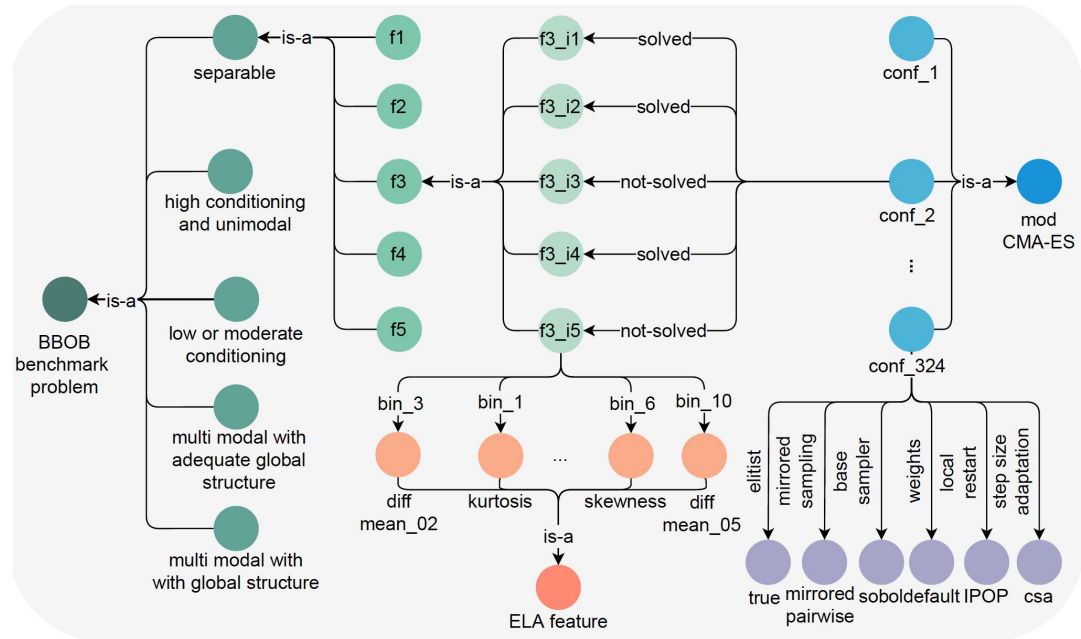 is-a
separable
f1
f3_i1
solved
conf_1
f2
f3_i2
solved
high conditioning
and unimodal
f3
is-a
f3_i3
not-solved
conf_2
is-a
mod
CMA-ES
f4
f3_i4
solved
...
BBOB
benchmark
problem
is-a
low or moderate
conditioning
f5
f3_i5
not-solved
conf_324
multi modal with
adequate global
structure
bin_3
bin_1
bin_6
bin_10
diff
mean_02
kurtosis
...
skewness
diff
mean_05
elitist
mirrored
sampling
base
sampler
weights
local
restart
step size
adaptation
multi modal with
with global structure
is-a
ELA feature
true
mirrored
pairwise
sobol
default
IPOP
csa